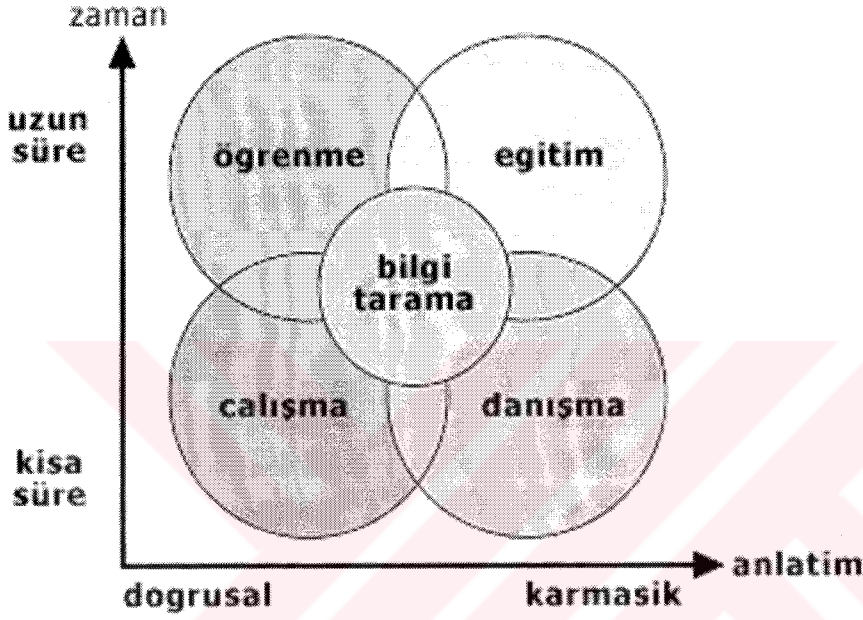 zaman
uzun
süre
ögrenme
egitim
bilgi
tarama
calışma
danışma
kisa
süre
anlatim
dogrusal
karmasik